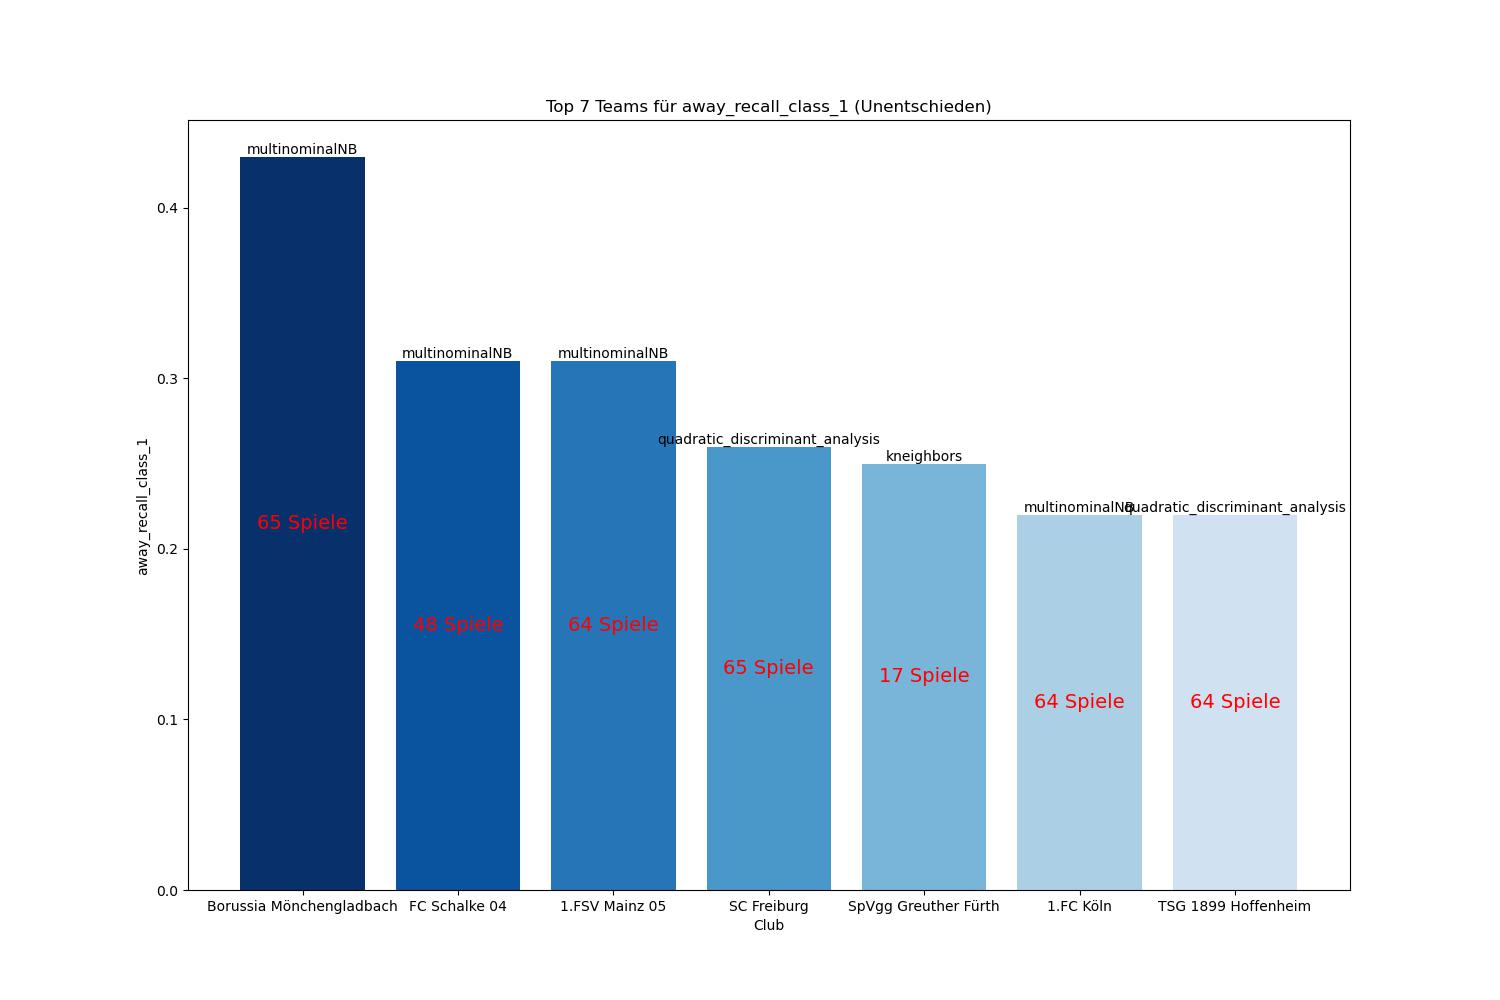 Top 7 Teams für away_recall_class_1 (Unentschieden)
away_recall_class_1
0.4
0.3
0.2
0.1
0.0
multinominalNB
multinominalNB
multinominalNB
quadratic_discriminant_analysis
kneighbors
multinominalNB
quadratic_discriminant_analysis
65 Spiele
48 Spiele
64 Spiele
65 Spiele
17 Spiele
64 Spiele
64 Spiele
Borussia Mönchengladbach
FC Schalke 04
1.FSV Mainz 05
SC Freiburg
SpVgg Greuther Fürth
1.FC Köln
TSG 1899 Hoffenheim
Club